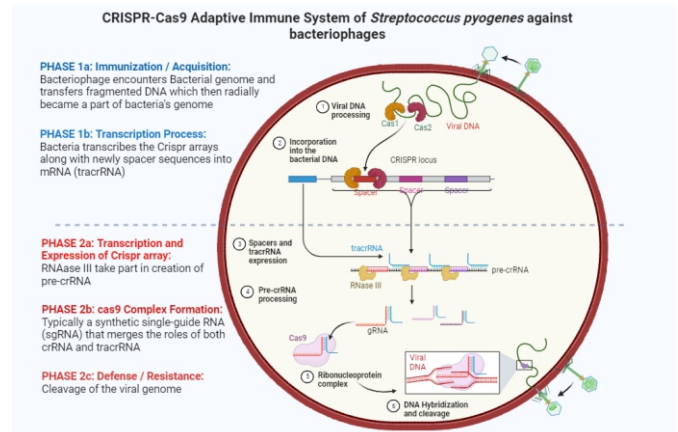 CRISPR-Cas9 Adaptive Immune System of Streptococcus pyogenes against
bacteriophages
PHASE 1a: Immunization / Acquisition:
Bacteriophage encounters Bacterial genome and
transfers fragmented DNA which then radially
became a part of bacteria's genome
PHASE 1b: Transcription Process:
Bacteria transcribes the Crispr arrays
along with newly spacer sequences into
mRNA (tracrRNA)
PHASE 2a: Transcription and
Expression of Crispr array:
RNAase III take part in creation of
pre-crRNA
PHASE 2b: cas9 Complex Formation:
Typically a synthetic single-guide RNA
(sgRNA) that merges the roles of both
crRNA and tracrRNA
PHASE 2c: Defense / Resistance:
Cleavage of the viral genome
1 Viral DNA
processing
Cas1
Cas2
Viral DNA
2 Incorporation
into the
bacterial DNA
CRISPR locus
Spacer
Spacer
Spacer
3 Spacers and
tracrRNA
expression
tracrRNA
RNase III
pre-crRNA
4 Pre-crRNA
processing
gRNA
Cas9
5 Ribonucleoprotein
complex
Viral
DNA
6 DNA Hybridization
and cleavage